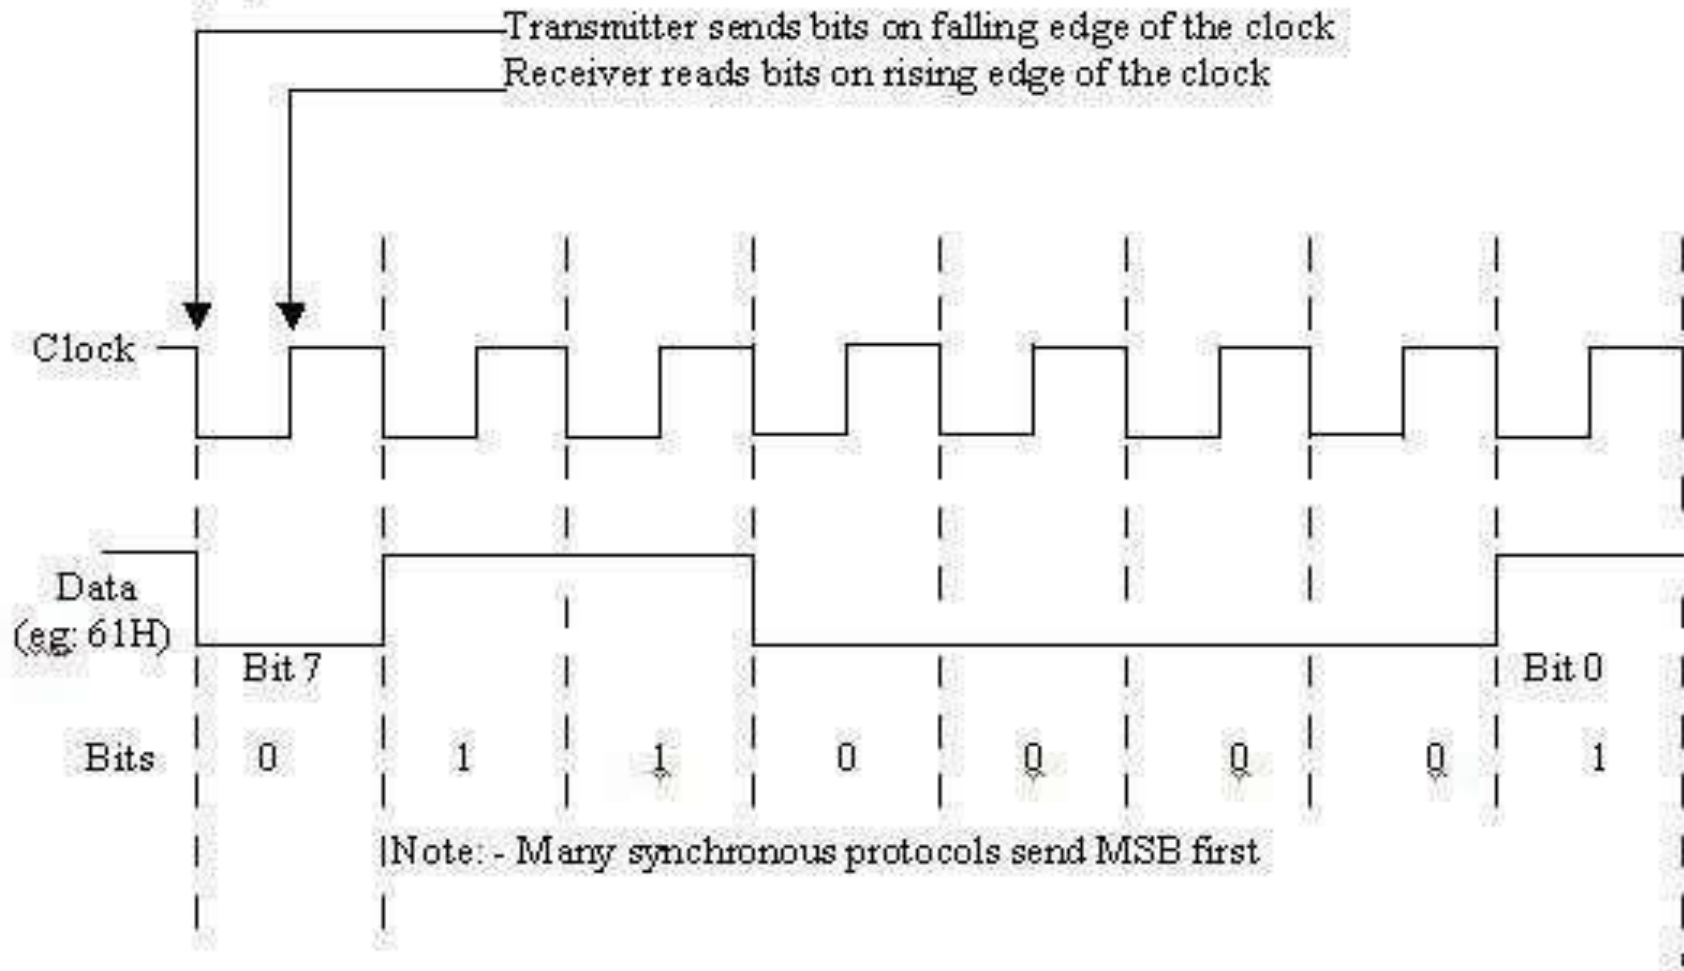 Transmitter sends bits on falling edge of the clock
Receiver reads bits on rising edge of the clock
Clock
Data
(eg: 61H)
Bit 7
Bit 0
Bits 0 1 1 0 0 0 0 1
Note: - Many synchronous protocols send MSB first